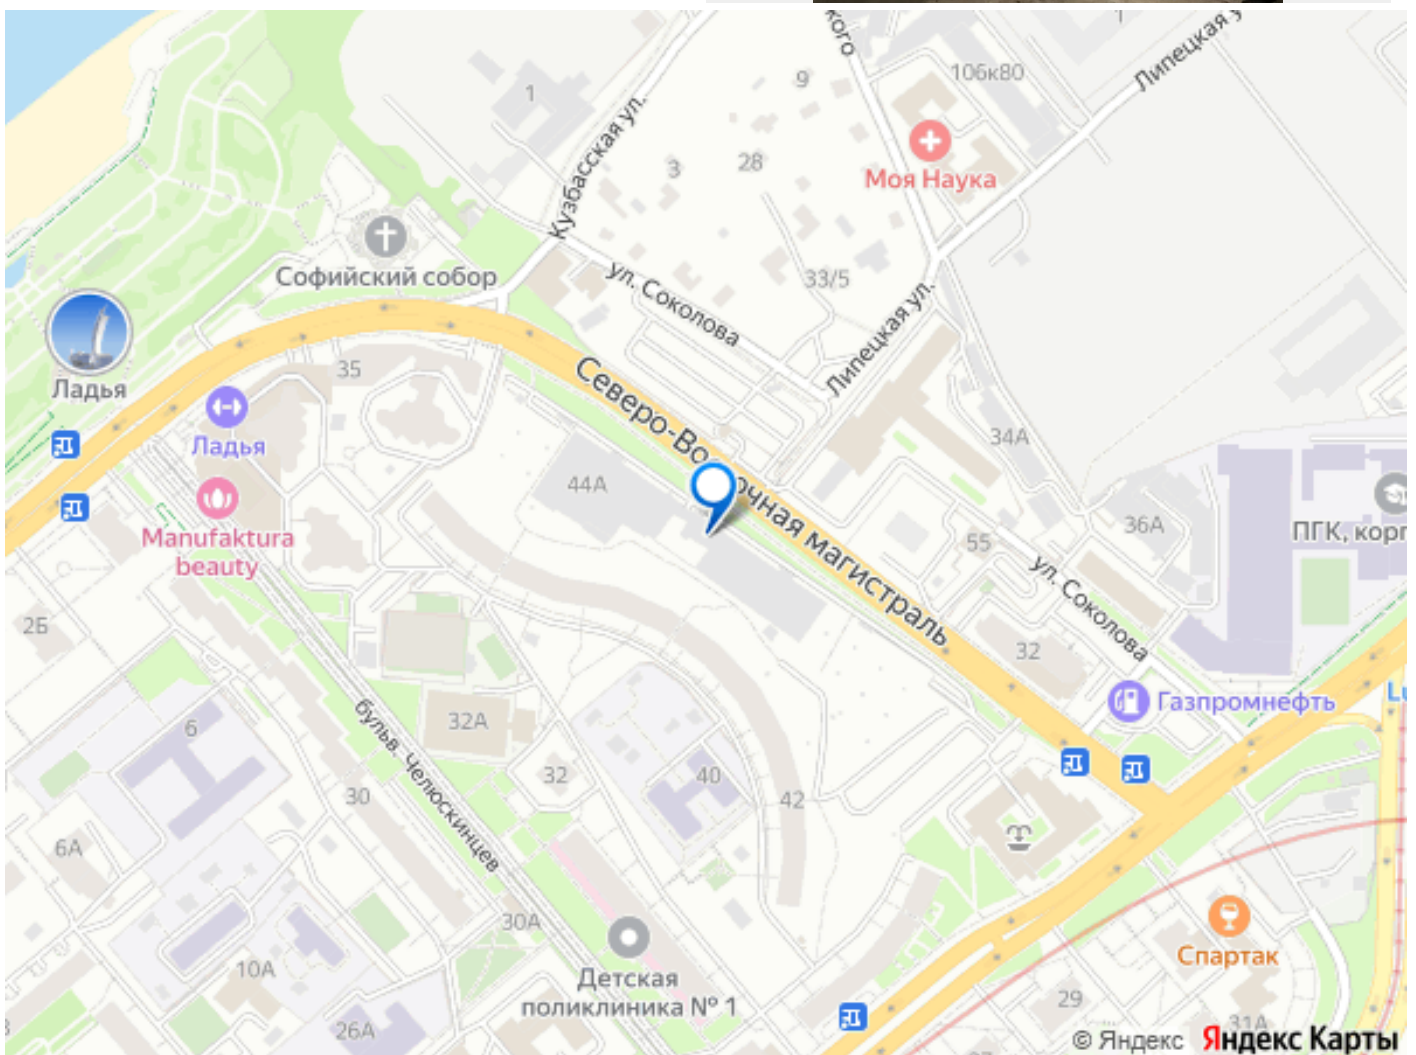 кого
Липецкая у
7
106к80
9
1
Кузбасская ул.
3
28
Моя Наука
Софийский собор
ул. Соколова
33/5
Липецкая ул.
Ладья
35
Северо-Во
очная магистраль
Ладья
34А
44А
36А
ПГК, корп
Manufaktura
beauty
55
ул. Соколова
2Б
32
Газпромнефть
Lu
6
бульв. Челюскинцев
32А
32
40
42
30
6А
30А
Спартак
10А
Детская
поликлиника № 1
29
31А
26А
3
© Яндекс Яндекс Карты